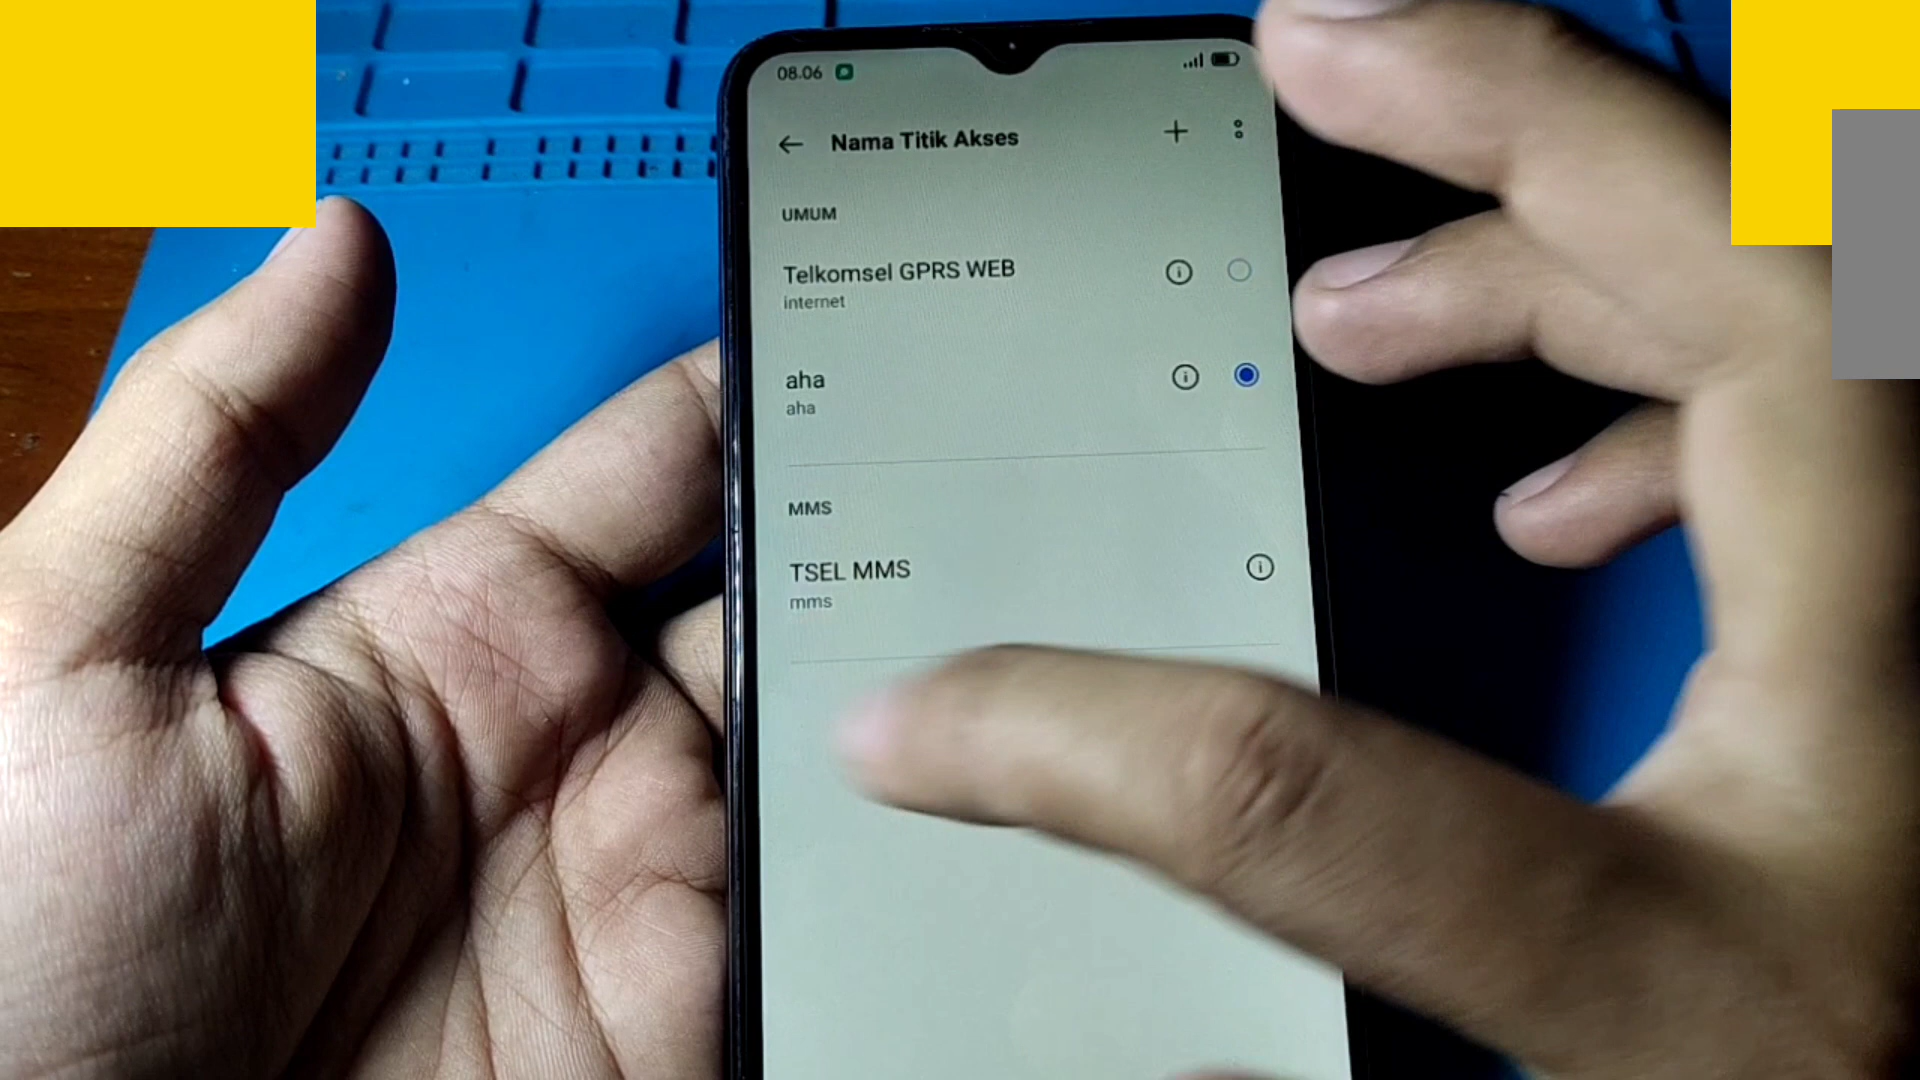 08.06
Nama Titik Akses
UMUM
Telkomsel GPRS WEB
internet
aha
aha
MMS
TSEL MMS
mms